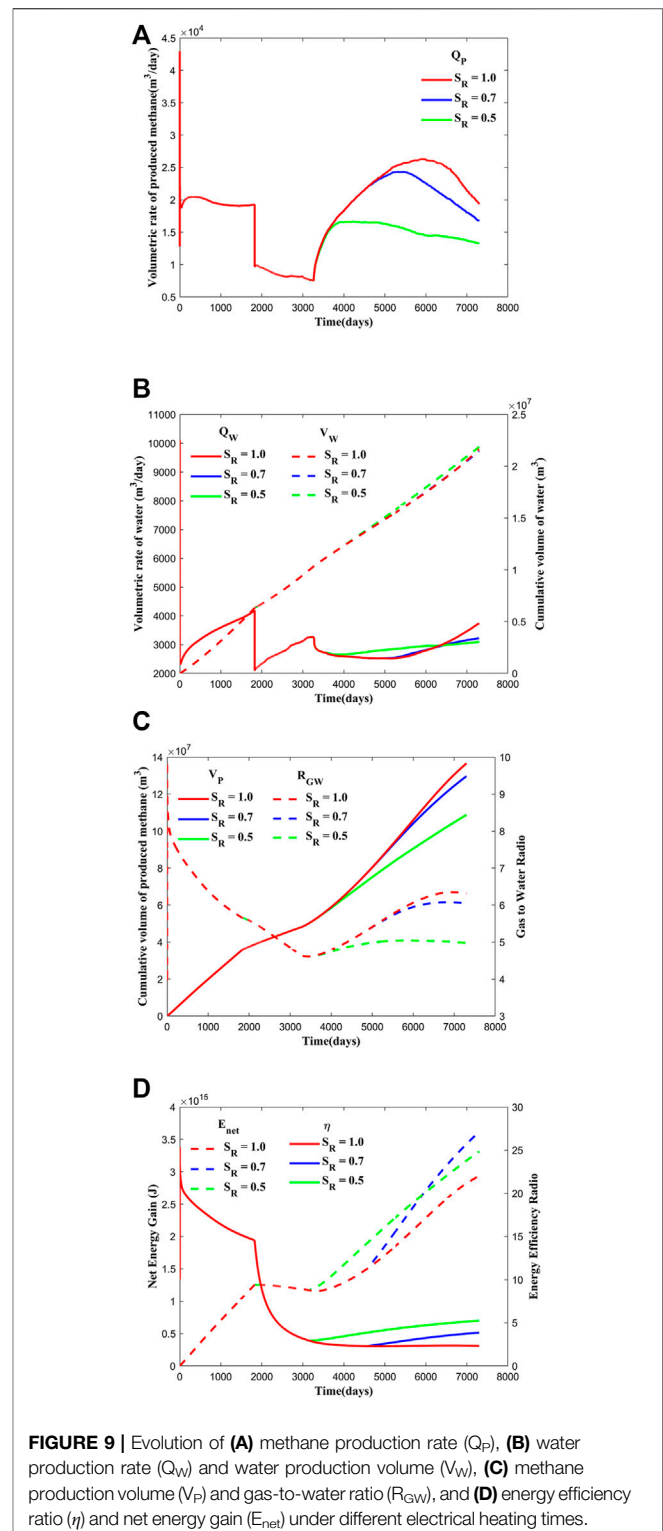 A
×10⁴
Q_P
S_R = 1.0
S_R = 0.7
S_R = 0.5
Volumetric rate of produced methane(m³/day)
4.5
4
3.5
3
2.5
2
1.5
1
0.5
0 1000 2000 3000 4000 5000 6000 7000 8000
Time(days)
B
×10⁷
Q_W V_W
S_R = 1.0 S_R = 1.0
S_R = 0.7 S_R = 0.7
S_R = 0.5 S_R = 0.5
Volumetric rate of water (m³/day)
11000
10000
9000
8000
7000
6000
5000
4000
3000
2000
Cumulative volume of water (m³)
2.5
2
1.5
1
0.5
0
0 1000 2000 3000 4000 5000 6000 7000 8000
Time(days)
C
×10⁷
V_P R_GW
S_R = 1.0 S_R = 1.0
S_R = 0.7 S_R = 0.7
S_R = 0.5 S_R = 0.5
Cumulative volume of produced methane (m³)
14
12
10
8
6
4
2
0
Gas to Water Radio
10
9
8
7
6
5
4
3
0 1000 2000 3000 4000 5000 6000 7000 8000
Time(days)
D
×10¹⁵
E_net η
S_R = 1.0 S_R = 1.0
S_R = 0.7 S_R = 0.7
S_R = 0.5 S_R = 0.5
Net Energy Gain (J)
4
3.5
3
2.5
2
1.5
1
0.5
0
Energy Efficiency Radio
30
25
20
15
10
5
0
0 1000 2000 3000 4000 5000 6000 7000 8000
Time(days)
FIGURE 9 | Evolution of (A) methane production rate (Q_P), (B) water
production rate (Q_W) and water production volume (V_W), (C) methane
production volume (V_P) and gas-to-water ratio (R_GW), and (D) energy efficiency
ratio (η) and net energy gain (E_net) under different electrical heating times.